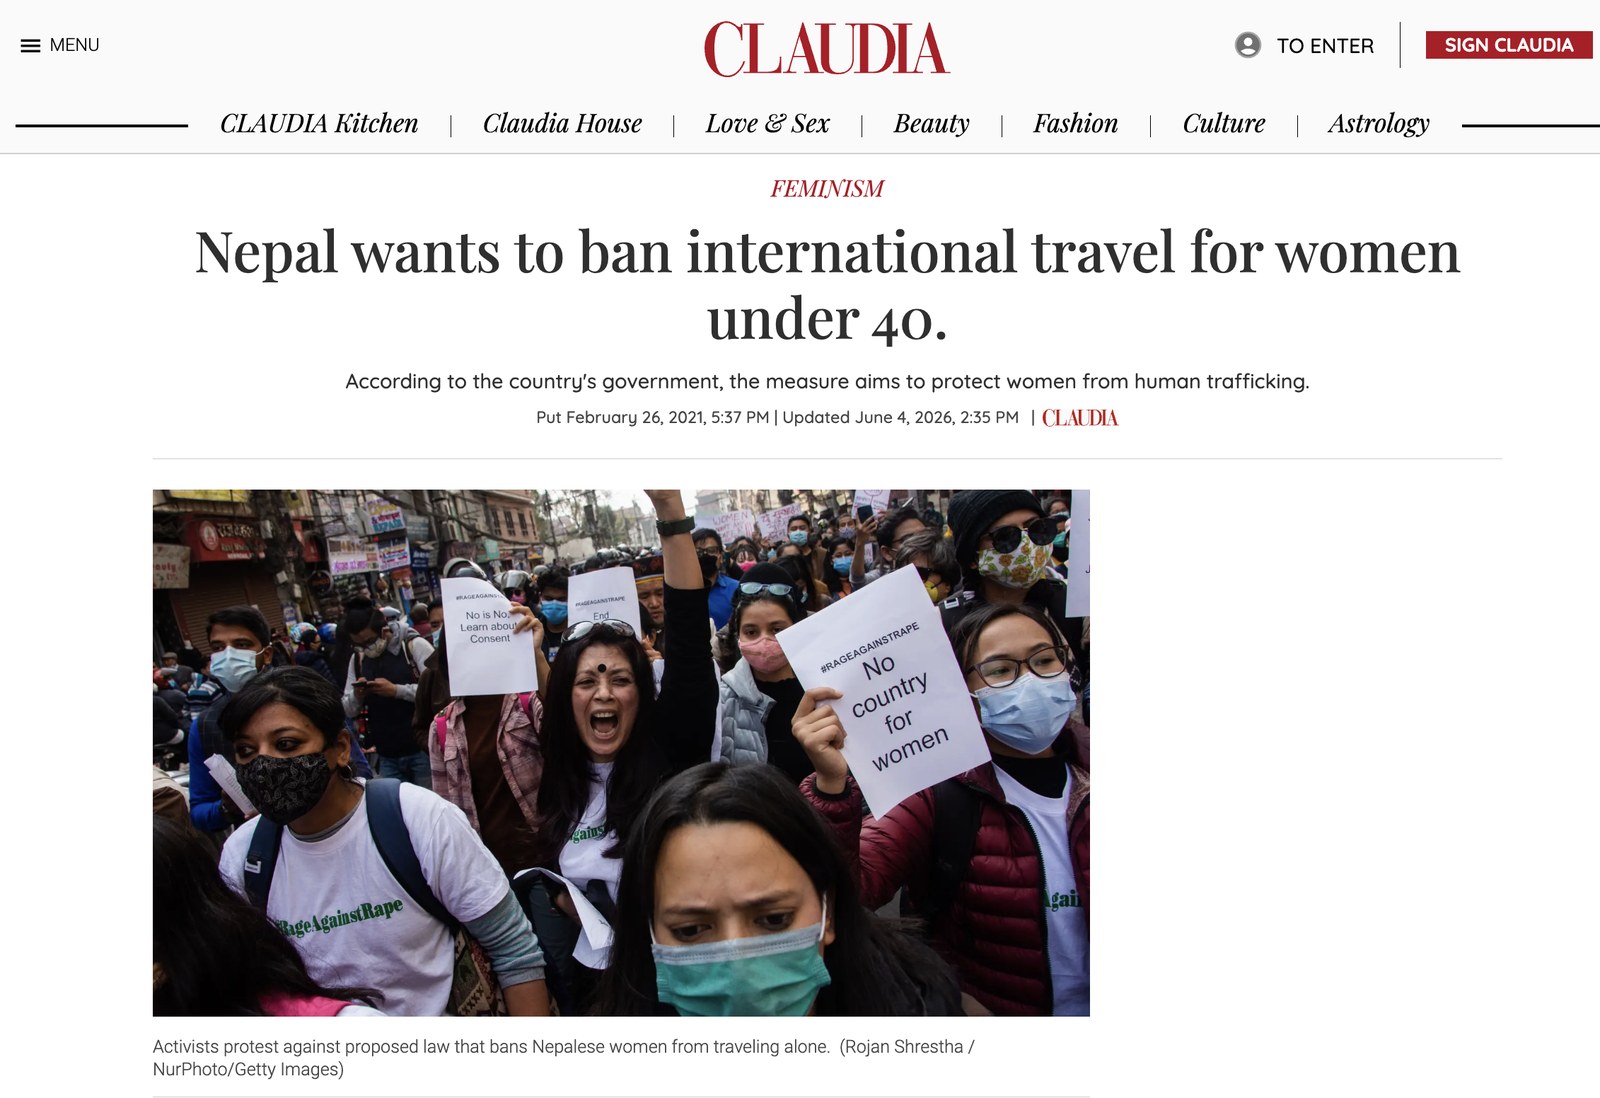 MENU
CLAUDIA
TO ENTER
SIGN CLAUDIA
CLAUDIA Kitchen
Claudia House
Love & Sex
Beauty
Fashion
Culture
Astrology
FEMINISM
Nepal wants to ban international travel for women
under 40.
According to the country's government, the measure aims to protect women from human trafficking.
Put February 26, 2021, 5:37 PM | Updated June 4, 2026, 2:35 PM | CLAUDIA
#RAGEAGAINS
No is No,
Learn about
Consent
#RAGEAGAINSTRAPE
End
WOMEN
#RAGEAGAINSTRAPE
No
country
for
women
RageAgainstRape
Activists protest against proposed law that bans Nepalese women from traveling alone. (Rojan Shrestha /
NurPhoto/Getty Images)